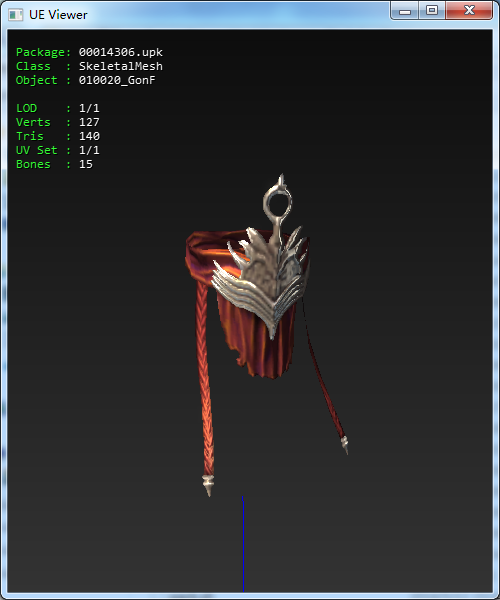 UE Viewer
Package: 00014306.upk
Class : SkeletalMesh
Object : 010020_GonF
LOD : 1/1
Verts : 127
Tris : 140
UV Set : 1/1
Bones : 15